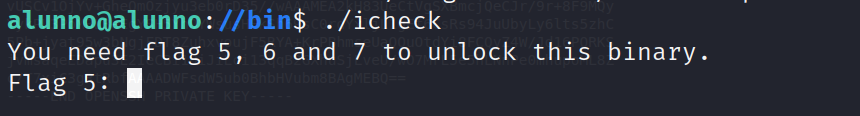 alunno@alunno://bin$ ./icheck
You need flag 5, 6 and 7 to unlock this binary.
Flag 5: